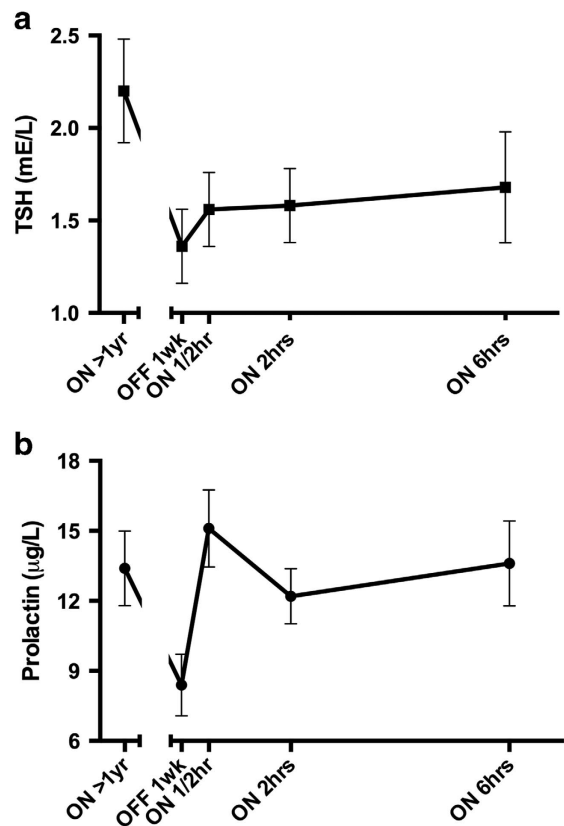 a
TSH (mE/L)
2.5
2.0
1.5
1.0
ON >1yr
OFF 1wk
ON 1/2hr
ON 2hrs
ON 6hrs
b
Prolactin (µg/L)
18
15
12
9
6
ON >1yr
OFF 1wk
ON 1/2hr
ON 2hrs
ON 6hrs